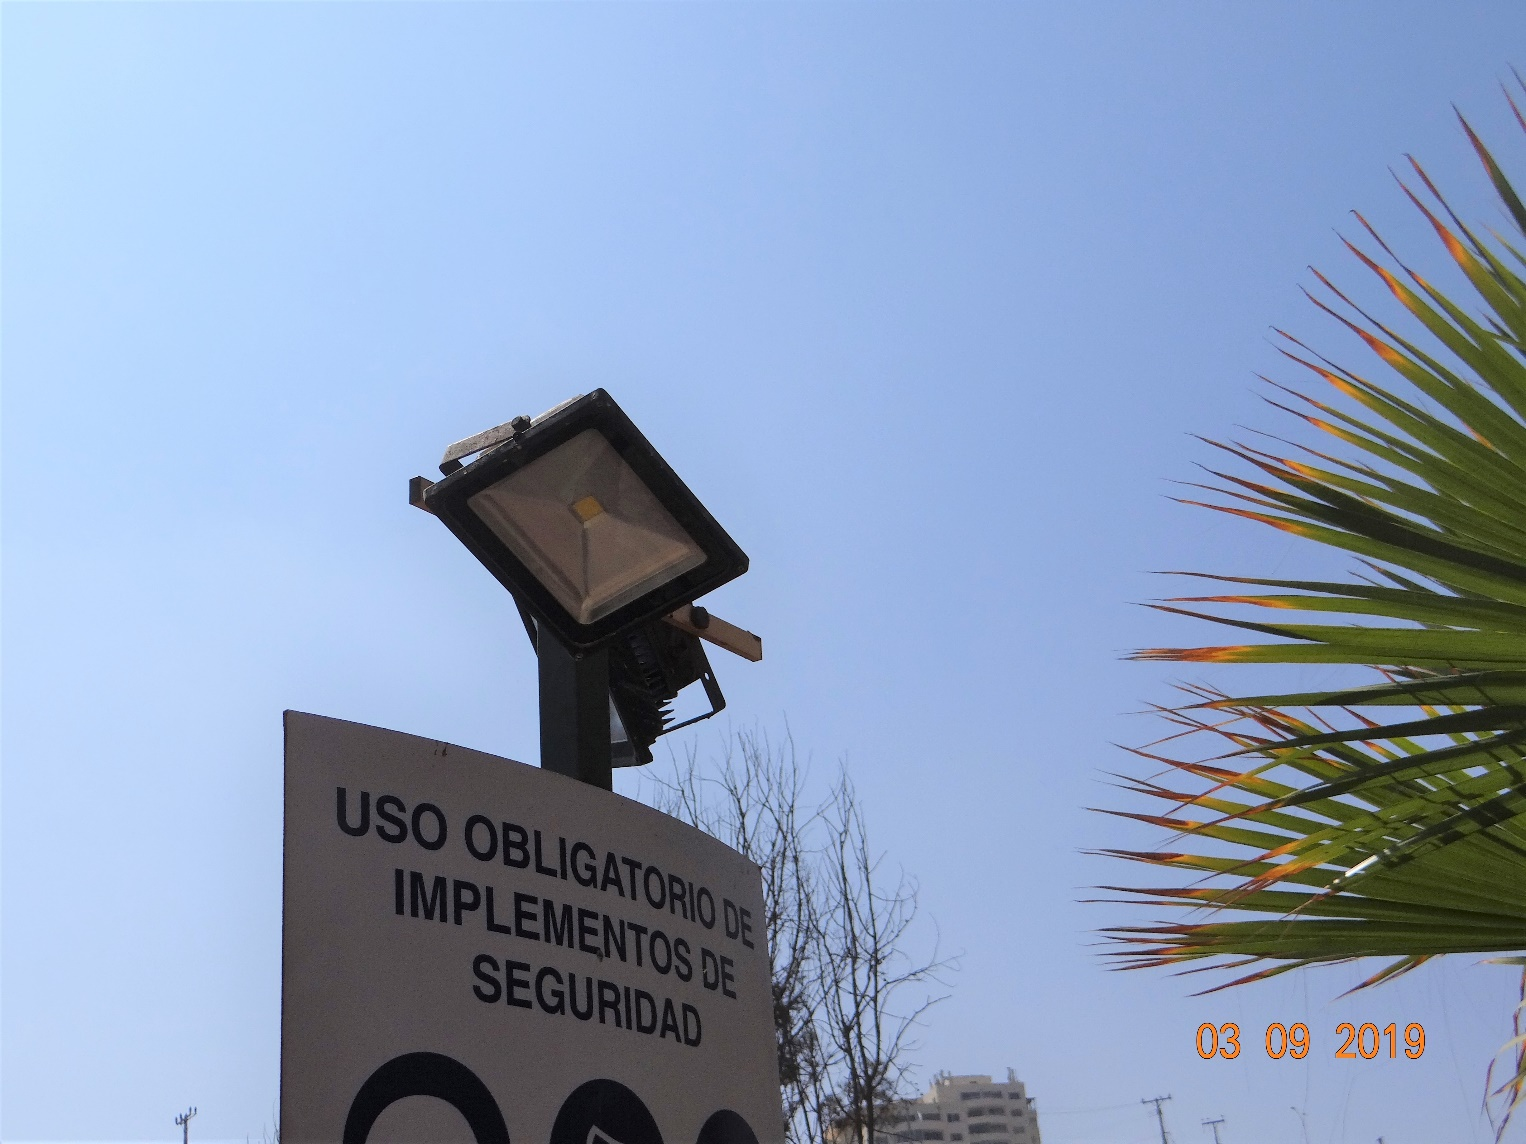 USO OBLIGATORIO DE
IMPLEMENTOS DE
SEGURIDAD
03 09 2019